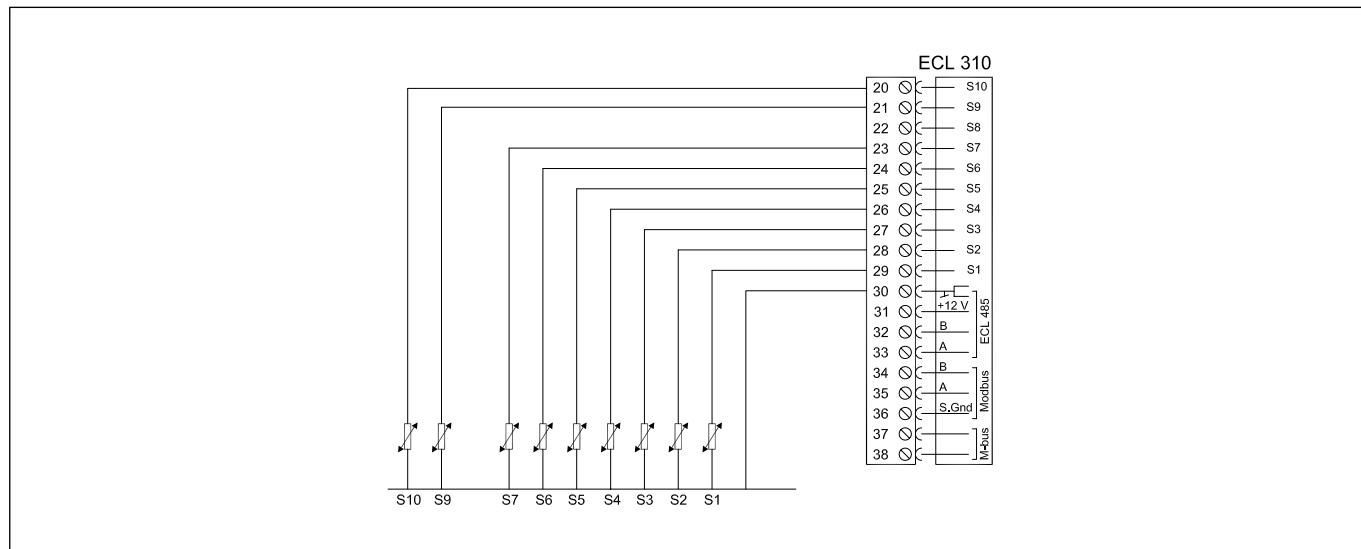 ECL 310
20 S10
21 S9
22 S8
23 S7
24 S6
25 S5
26 S4
27 S3
28 S2
29 S1
30
31 +12 V
32 B
33 A
ECL 485
34 B
35 A
36 S.Gnd
Modbus
37
38
M-bus
S10 S9 S7 S6 S5 S4 S3 S2 S1